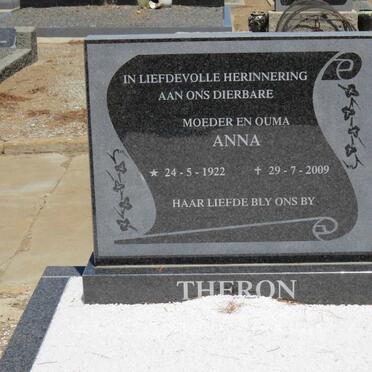 IN LIEFDEVOLLE HERINNERING
AAN ONS DIERBARE
MOEDER EN OUMA
ANNA
★ 24-5-1922 † 29-7-2009
HAAR LIEFDE BLY ONS BY
THERON